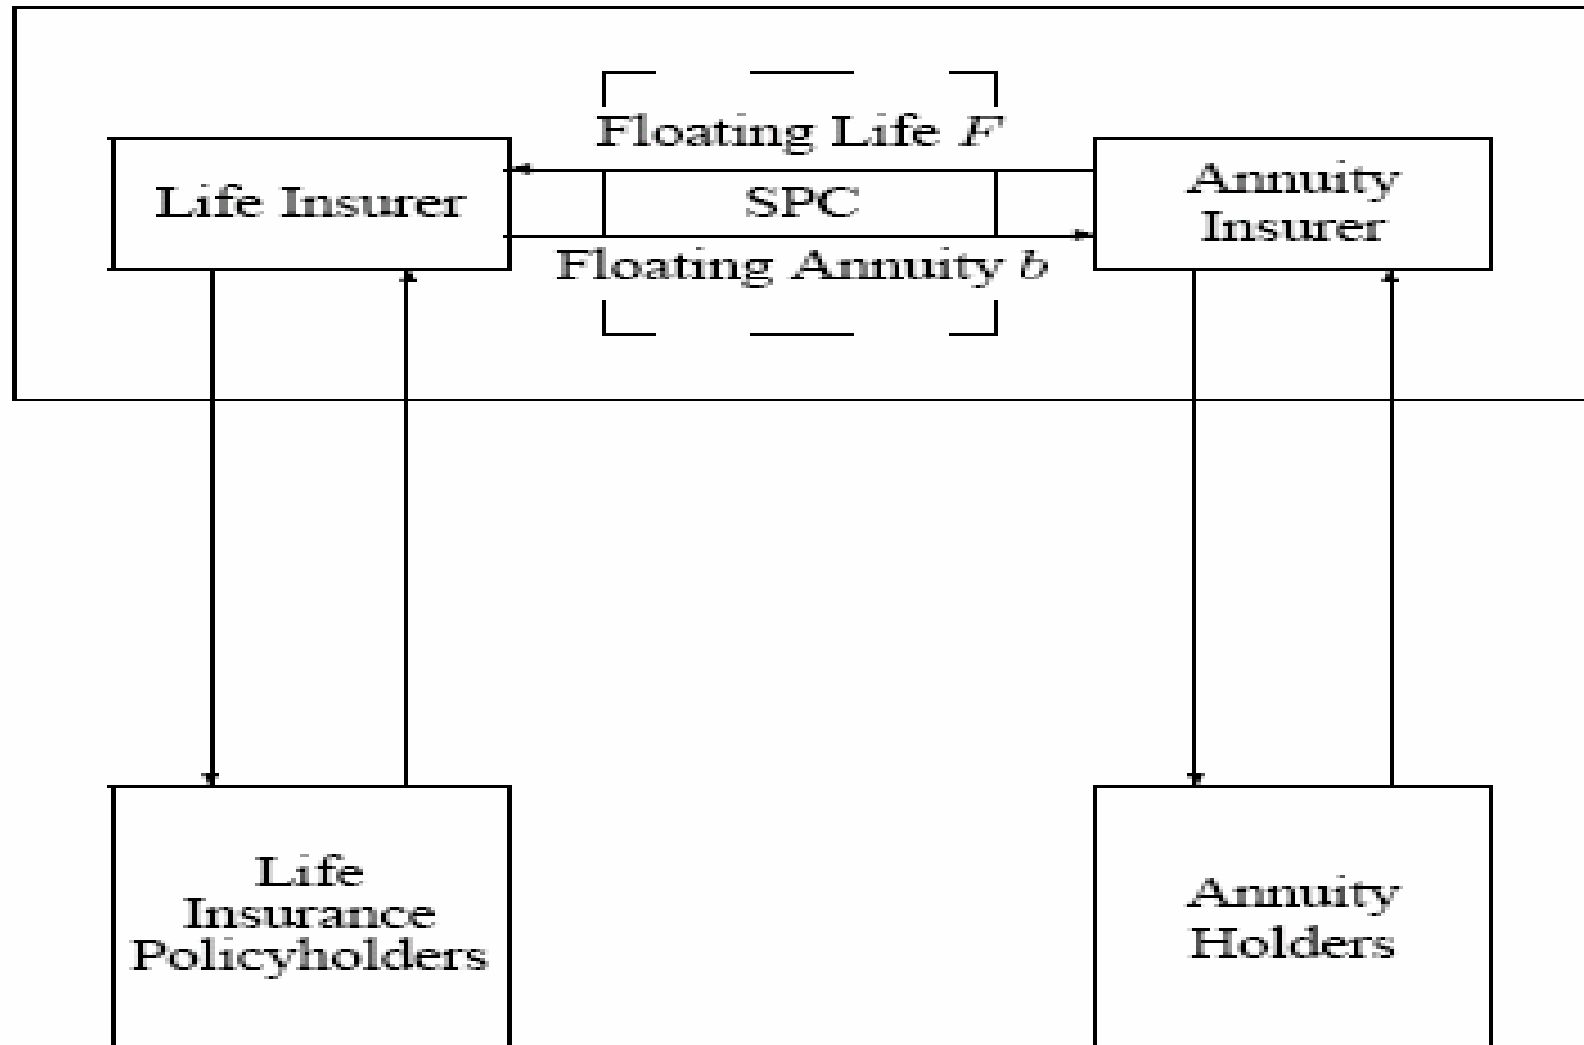 Floating Life F
Life Insurer
SPC
Annuity
Insurer
Floating Annuity b
Life
Insurance
Policyholders
Annuity
Holders